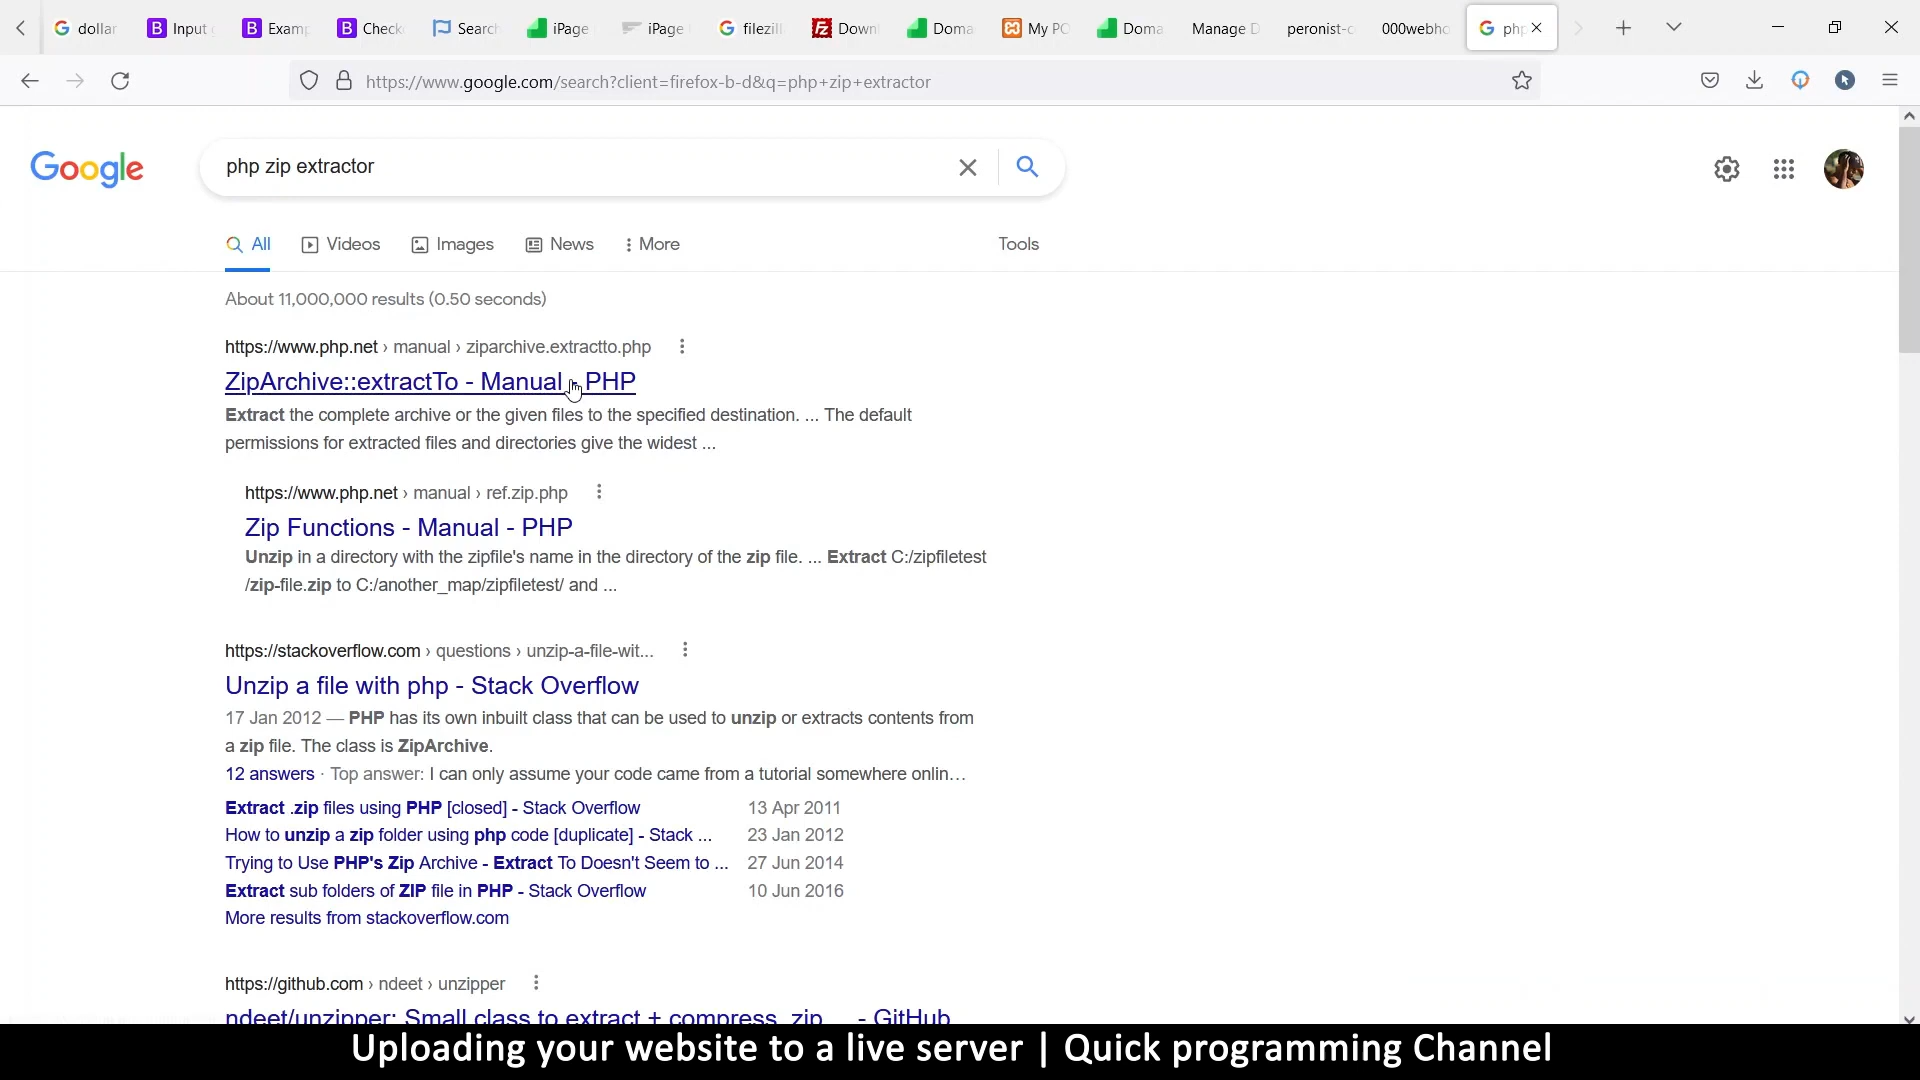 dollar
Input
Examp
Check
Search
iPage
iPage
filezill
Down
Doma
My PO
Doma
Manage D
peronist-c
000webho
php
https://www.google.com/search?client=firefox-b-d&q=php+zip+extractor
Google
php zip extractor
All
Videos
Images
News
More
Tools
About 11,000,000 results (0.50 seconds)
https://www.php.net › manual › ziparchive.extractto.php
ZipArchive::extractTo - Manual - PHP
Extract the complete archive or the given files to the specified destination. ... The default
permissions for extracted files and directories give the widest ...
https://www.php.net › manual › ref.zip.php
Zip Functions - Manual - PHP
Unzip in a directory with the zipfile's name in the directory of the zip file. ... Extract C:/zipfiletest
/zip-file.zip to C:/another_map/zipfiletest/ and ...
https://stackoverflow.com › questions › unzip-a-file-wit...
Unzip a file with php - Stack Overflow
17 Jan 2012 — PHP has its own inbuilt class that can be used to unzip or extracts contents from
a zip file. The class is ZipArchive.
12 answers · Top answer: I can only assume your code came from a tutorial somewhere onlin...
Extract .zip files using PHP [closed] - Stack Overflow 13 Apr 2011
How to unzip a zip folder using php code [duplicate] - Stack ... 23 Jan 2012
Trying to Use PHP's Zip Archive - Extract To Doesn't Seem to ... 27 Jun 2014
Extract sub folders of ZIP file in PHP - Stack Overflow 10 Jun 2016
More results from stackoverflow.com
https://github.com › ndeet › unzipper
ndeet/unzipper: Small class to extract + compress .zip ... - GitHub
Uploading your website to a live server | Quick programming Channel